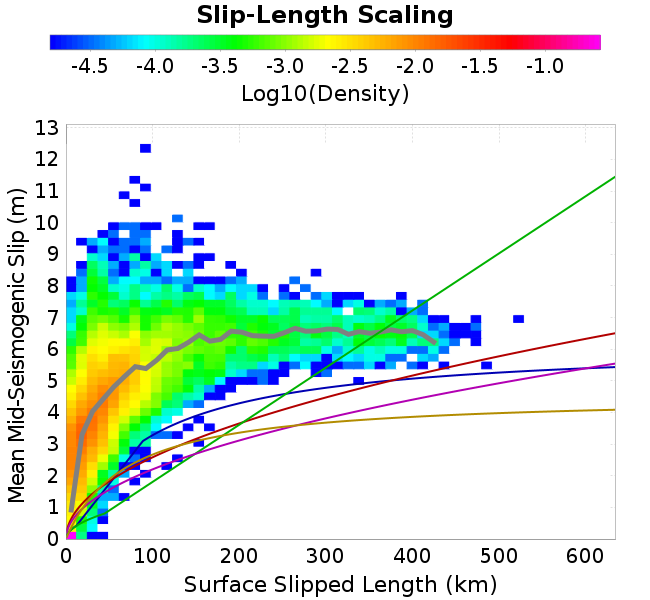 Slip-Length Scaling
-4.5 -4.0 -3.5 -3.0 -2.5 -2.0 -1.5 -1.0
Log10(Density)
13
12
11
10
9
8
7
6
5
4
3
2
1
0
Mean Mid-Seismogenic Slip (m)
0 100 200 300 400 500 600
Surface Slipped Length (km)